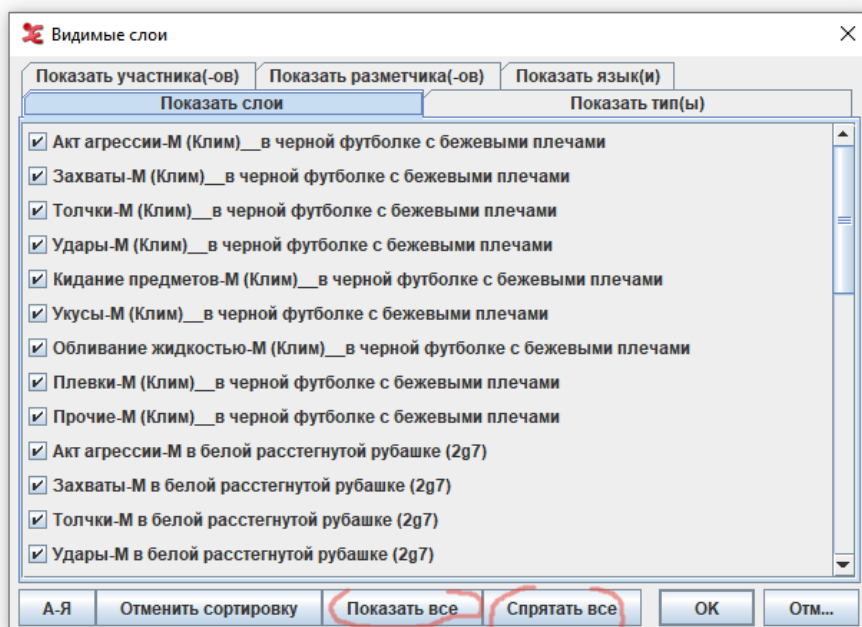 Видимые слои
Показать участника(-ов) Показать разметчика(-ов) Показать язык(и)
Показать слои Показать тип(ы)
Акт агрессии-М (Клим)__в черной футболке с бежевыми плечами
Захваты-М (Клим)__в черной футболке с бежевыми плечами
Толчки-М (Клим)__в черной футболке с бежевыми плечами
Удары-М (Клим)__в черной футболке с бежевыми плечами
Кидание предметов-М (Клим)__в черной футболке с бежевыми плечами
Укусы-М (Клим)__в черной футболке с бежевыми плечами
Обливание жидкостью-М (Клим)__в черной футболке с бежевыми плечами
Плевки-М (Клим)__в черной футболке с бежевыми плечами
Прочие-М (Клим)__в черной футболке с бежевыми плечами
Акт агрессии-М в белой расстегнутой рубашке (2g7)
Захваты-М в белой расстегнутой рубашке (2g7)
Толчки-М в белой расстегнутой рубашке (2g7)
Удары-М в белой расстегнутой рубашке (2g7)
А-Я Отменить сортировку Показать все Спрятать все OK Отм...